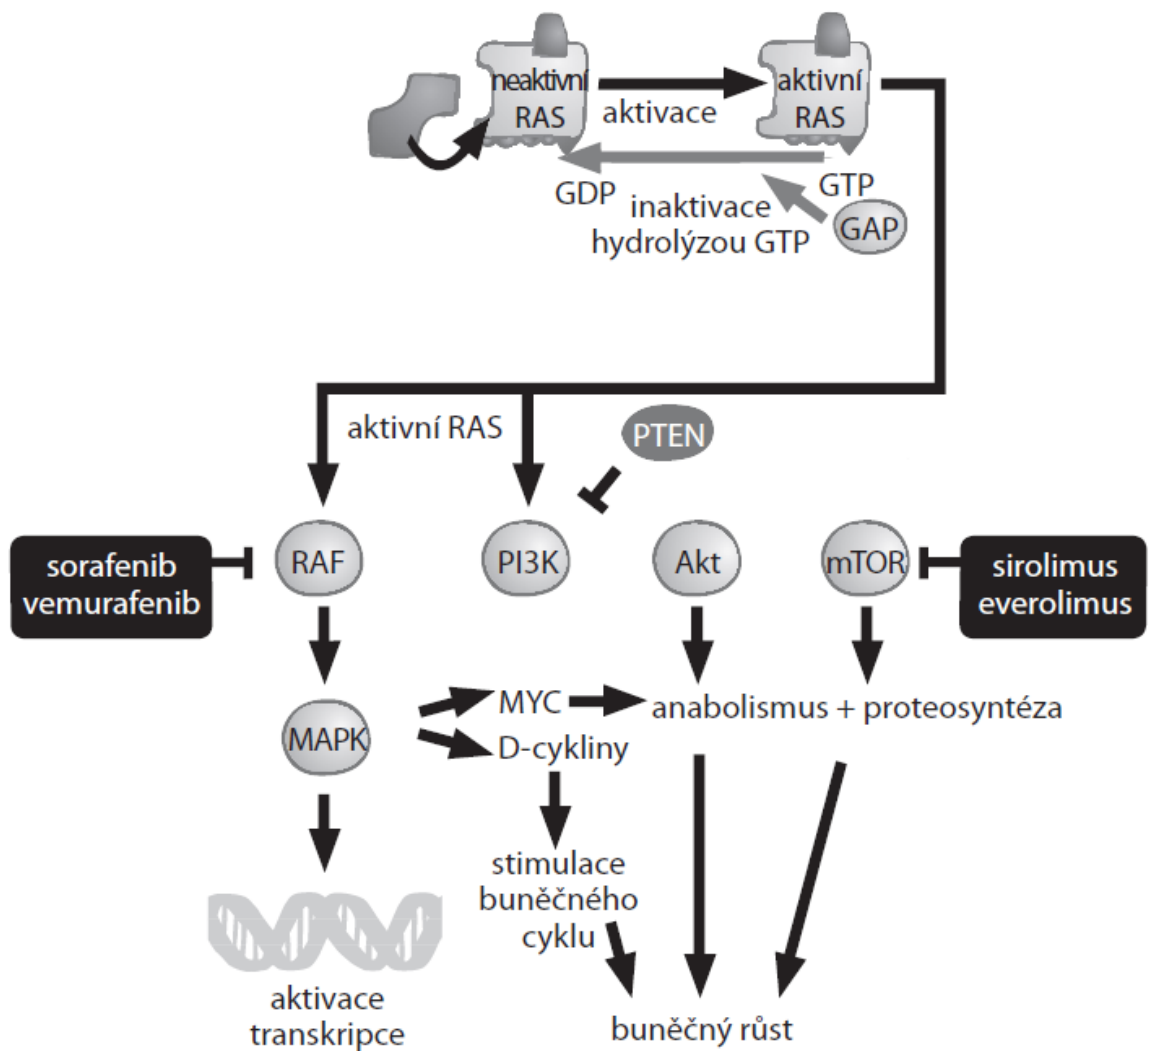 neaktivní
RAS
aktivace
aktivní
RAS
GDP
GTP
inaktivace
hydrolýzou GTP
GAP
aktivní RAS
PTEN
sorafenib
vemurafenib
RAF
PI3K
Akt
mTOR
sirolimus
everolimus
MAPK
MYC
D-cykliny
anabolismus + proteosyntéza
stimulace
buněčného
cyklu
aktivace
transkripce
buněčný růst